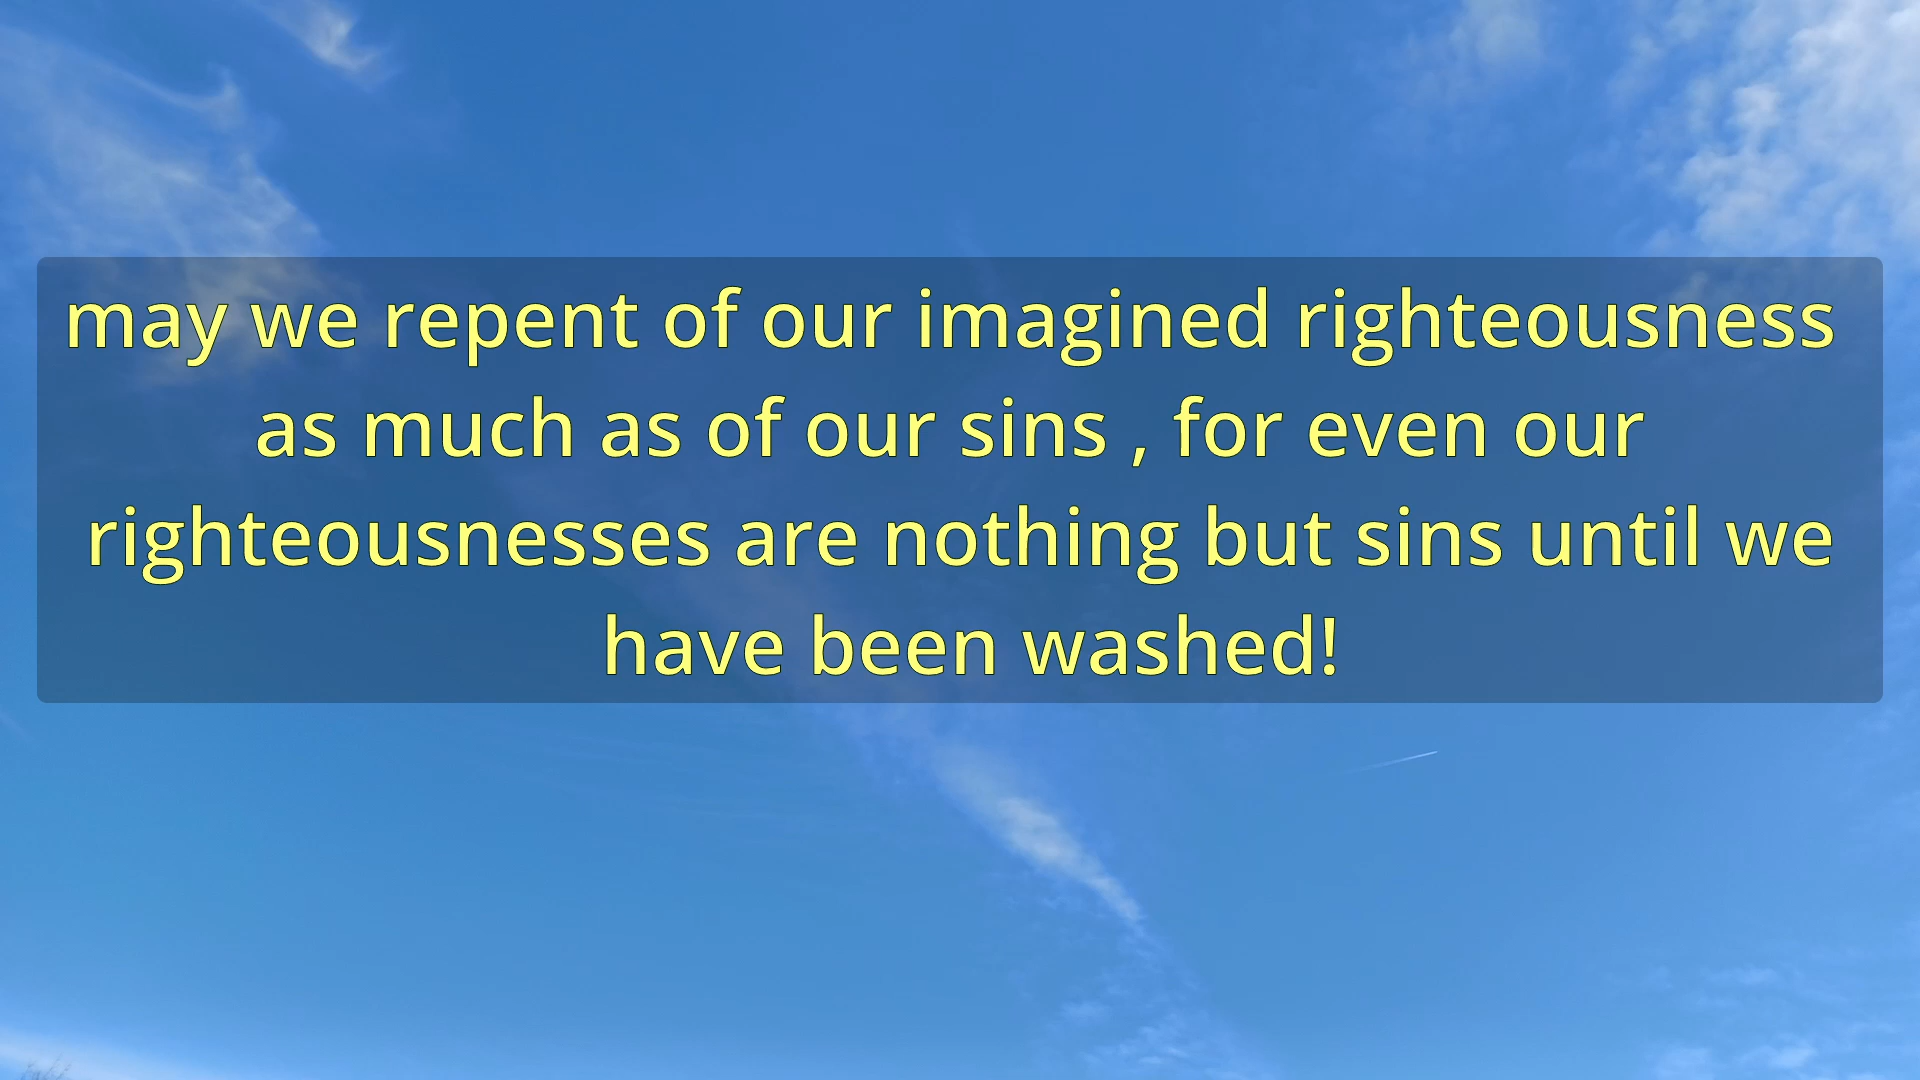 may we repent of our imagined righteousness
as much as of our sins , for even our
righteousnesses are nothing but sins until we
have been washed!